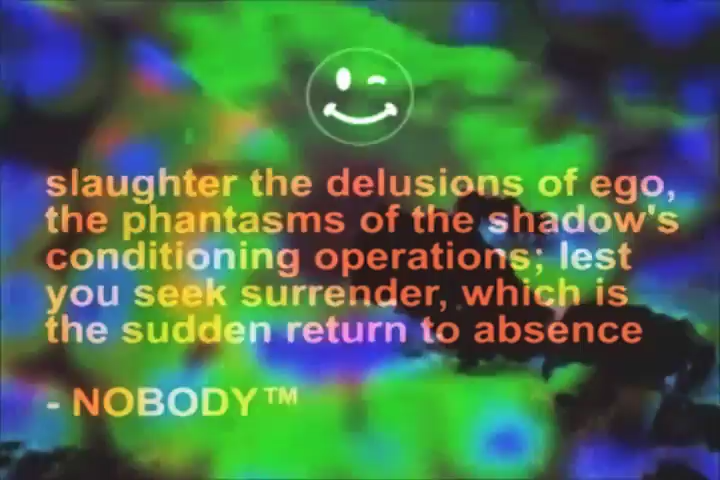 slaughter the delusions of ego,
the phantasms of the shadow's
conditioning operations; lest
you seek surrender, which is
the sudden return to absence
- NOBODY™